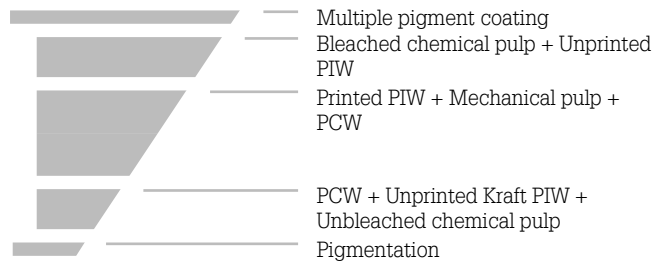 Multiple pigment coating
Bleached chemical pulp + Unprinted
PIW
Printed PIW + Mechanical pulp +
PCW
PCW + Unprinted Kraft PIW +
Unbleached chemical pulp
Pigmentation